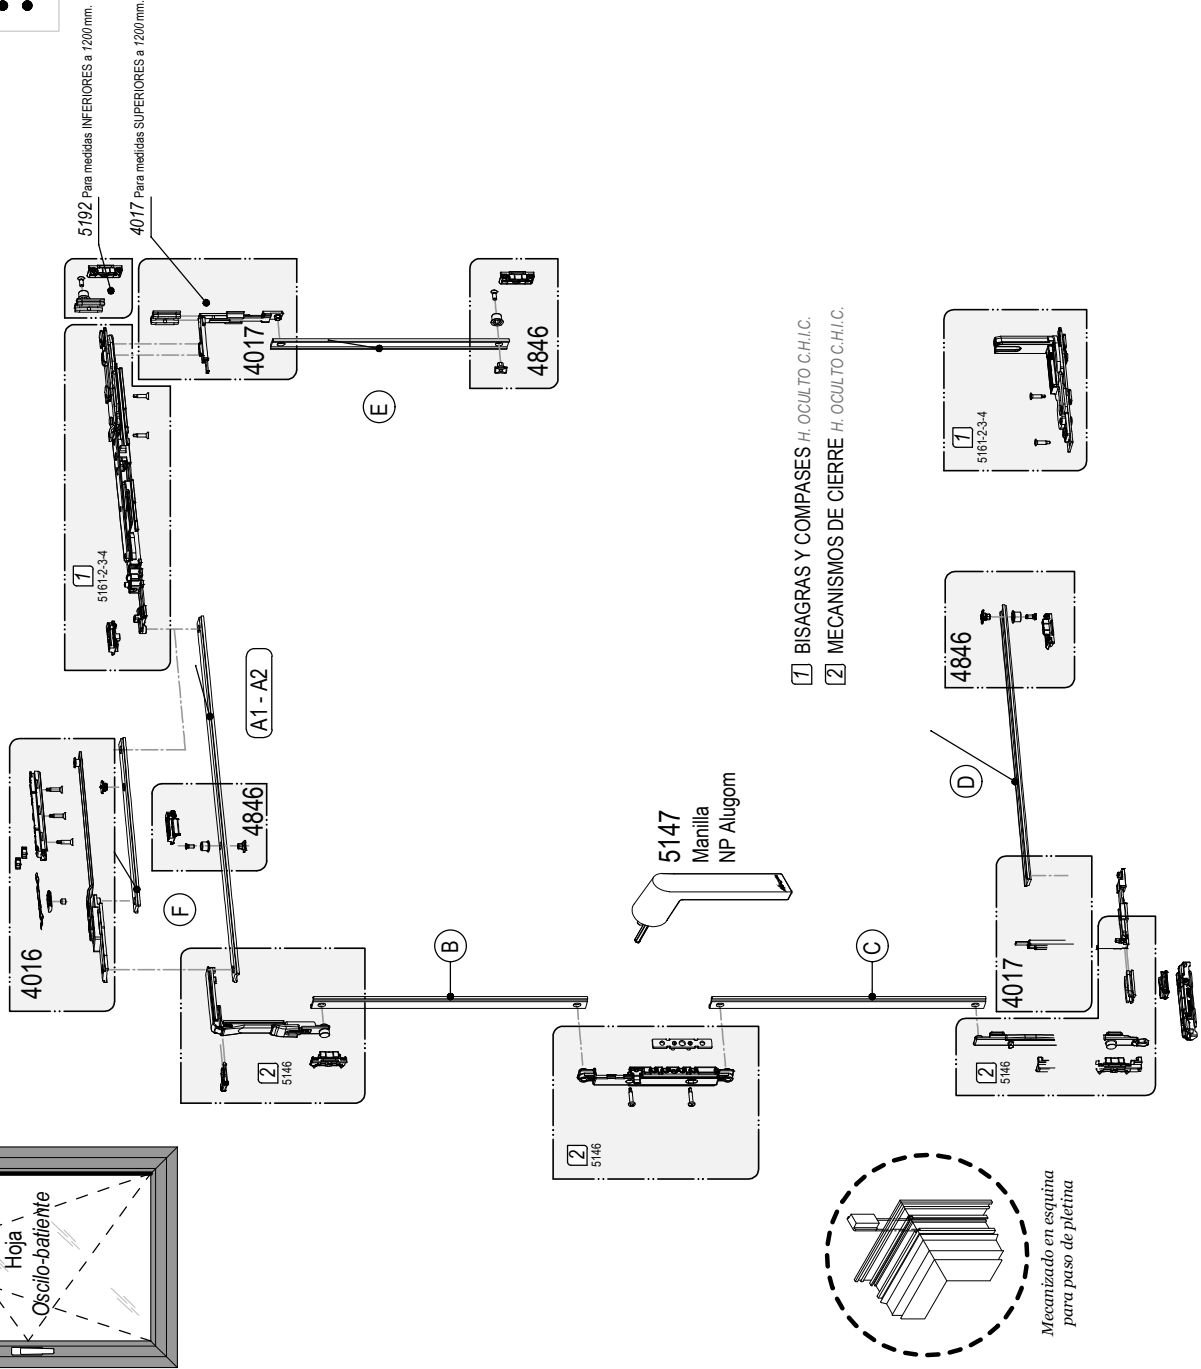 Hoja
Oscilo-batiente
4016
F
A1 - A2
1
5161-2-3-4
5192 Para medidas INFERIORES a 1200 mm.
4017 Para medidas SUPERIORES a 1200 mm.
4017
E
4846
4846
2
5146
B
5147
Manilla
NP Alugom
2
5146
C
1 BISAGRAS Y COMPASES H. OCULTO C.H.I.C.
2 MECANISMOS DE CIERRE H. OCULTO C.H.I.C.
Mecanizado en esquina
para paso de pletina
2
5146
4017
D
4846
1
5161-2-3-4